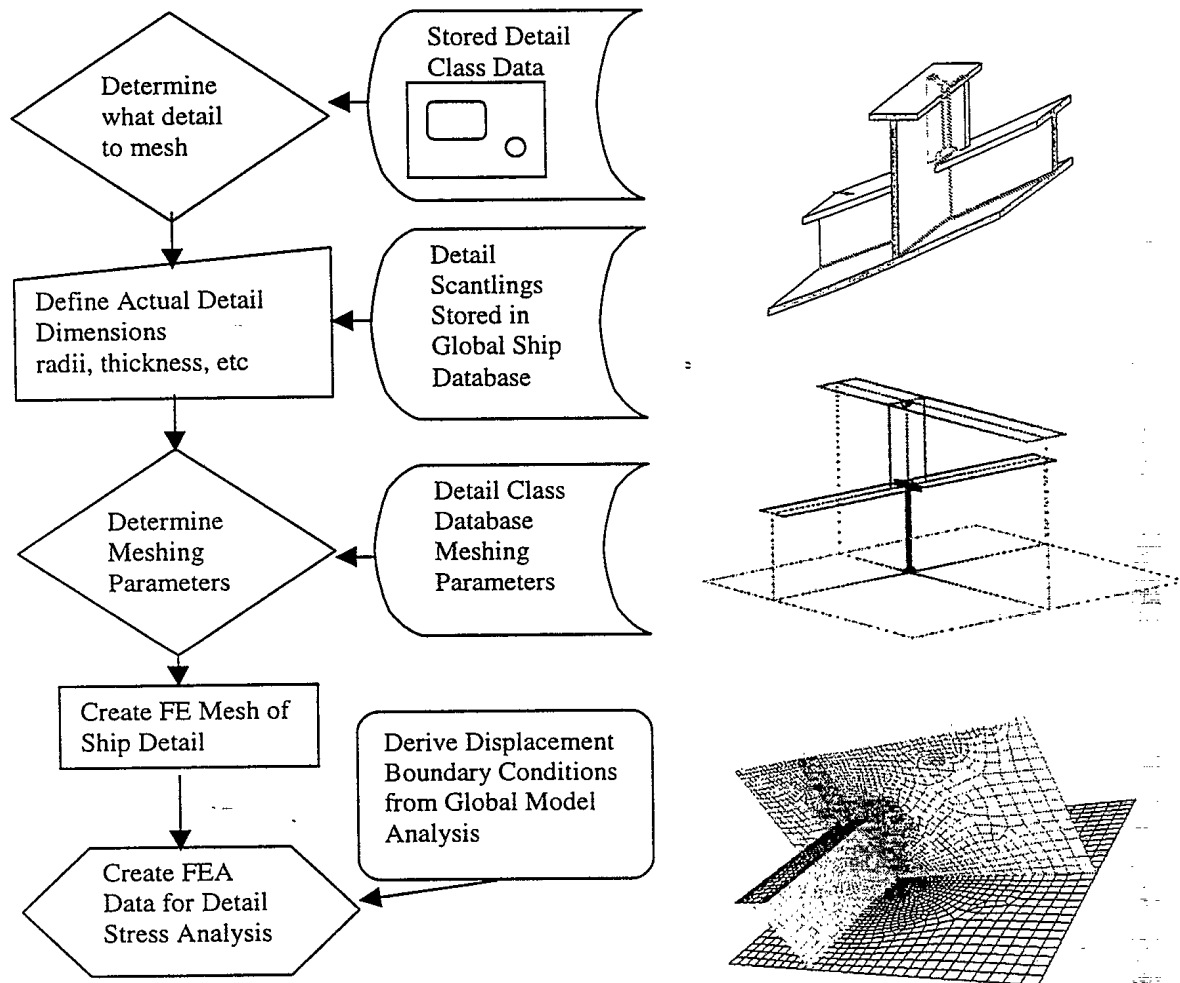 Determine
what detail
to mesh
Stored Detail
Class Data
Define Actual Detail
Dimensions
radii, thickness, etc
Detail
Scantlings
Stored in
Global Ship
Database
Determine
Meshing
Parameters
Detail Class
Database
Meshing
Parameters
Create FE Mesh of
Ship Detail
Derive Displacement
Boundary Conditions
from Global Model
Analysis
Create FEA
Data for Detail
Stress Analysis